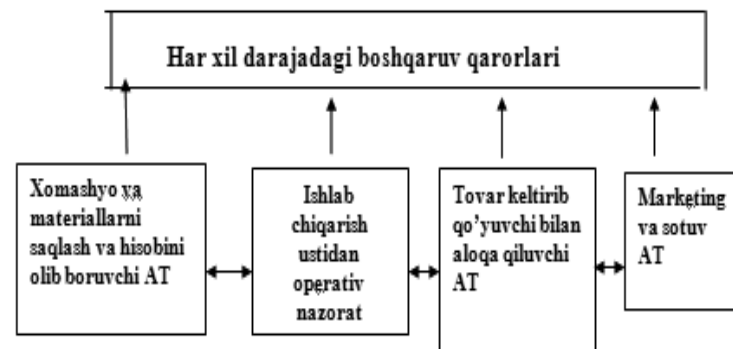 Har xil darajadagi boshqaruv qarorlari
Xomashyo va
materiallarni
saqlash va hisobini
olib boruvchi AT
Ishlab
chiqarish
ustidan
operativ
nazorat
Tovar keltirib
qo'yuvchi bilan
aloqa qiluvchi
AT
Marketing
va sotuv
AT